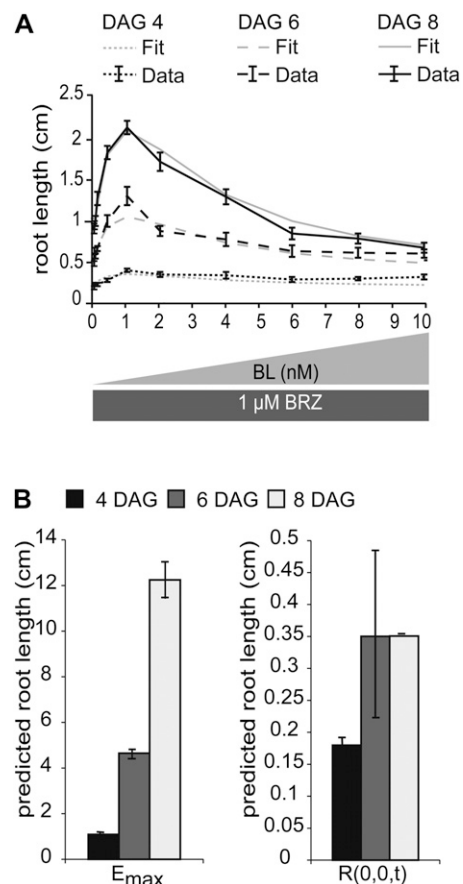 A
DAG 4 DAG 6 DAG 8
Fit Fit Fit
Data Data Data
root length (cm)
2.5
2
1.5
1
0.5
0
0 1 2 3 4 5 6 7 8 9 10
BL (nM)
1 µM BRZ
B
4 DAG 6 DAG 8 DAG
predicted root length (cm)
14
12
10
8
6
4
2
0
Emax
predicted root length (cm)
0.5
0.45
0.4
0.35
0.3
0.25
0.2
0.15
0.1
0.05
0
R(0,0,t)